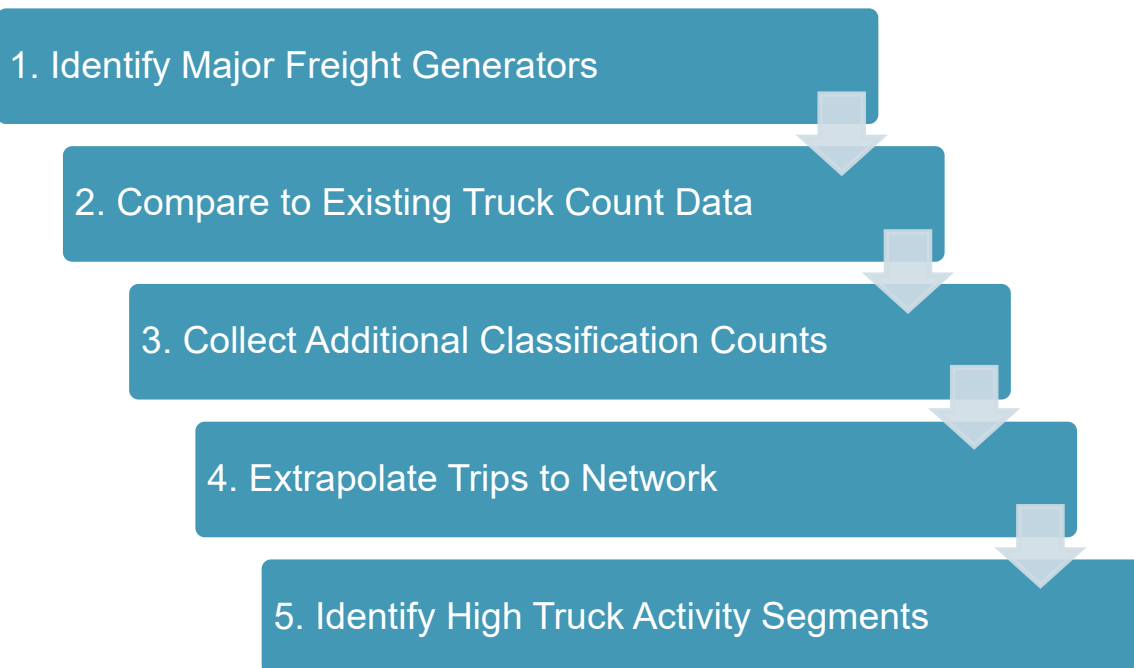 1. Identify Major Freight Generators
2. Compare to Existing Truck Count Data
3. Collect Additional Classification Counts
4. Extrapolate Trips to Network
5. Identify High Truck Activity Segments